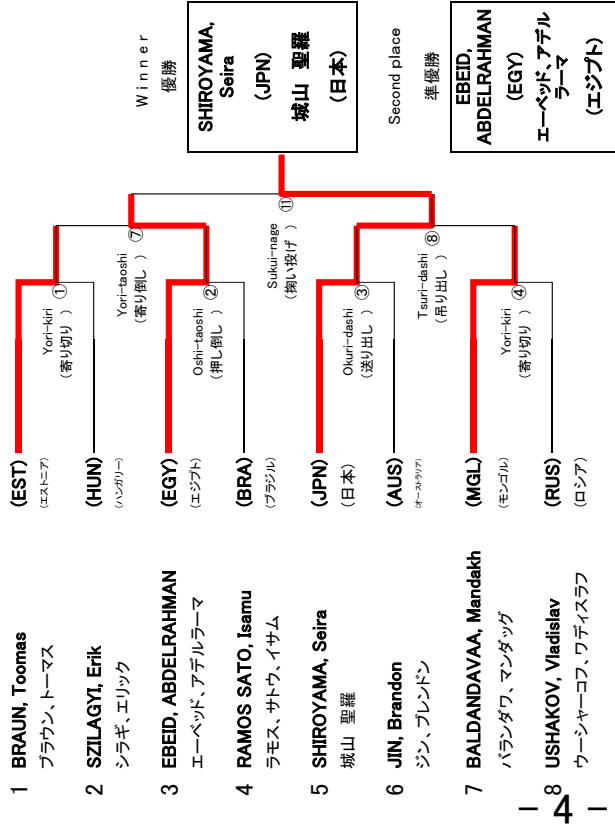 1 BRAUN, Toomas (EST)
ブラウン、トーマス (エストニア)
2 SZILAGYI, Erik (HUN)
シラギ、エリック (ハンガリー)
3 EBEID, ABDELRAHMAN (EGY)
エーベッド、アデルラーマ (エジプト)
4 RAMOS SATO, Isamu (BRA)
ラモス、サトウ、イサム (ブラジル)
5 SHIROYAMA, Seira (JPN)
城山 聖羅 (日本)
6 JIN, Brandon (AUS)
ジン、ブレンドン (オーストラリア)
7 BALDANDAVAA, Mandakh (MGL)
バランダワ、マンダッグ (モンゴル)
8 USHAKOV, Vladislav (RUS)
ウーシャーコフ、ワディスラフ (ロシア)
Yori-kiri ①
(寄り切り )
Oshi-taoshi ②
(押し倒し )
Okuri-dashi ③
(送り出し )
Yori-kiri ④
(寄り切り )
Yori-taoshi ⑦
(寄り倒し )
Tsuri-dashi ⑧
(吊り出し )
Sukui-nage ⑪
(掬い投げ )
Winner
優勝
SHIROYAMA,
Seira
(JPN)
城山 聖羅
(日本)
Second place
準優勝
EBEID,
ABDELRAHMAN
(EGY)
エーベッド、アデル
ラーマ
(エジプト)
- 4 -